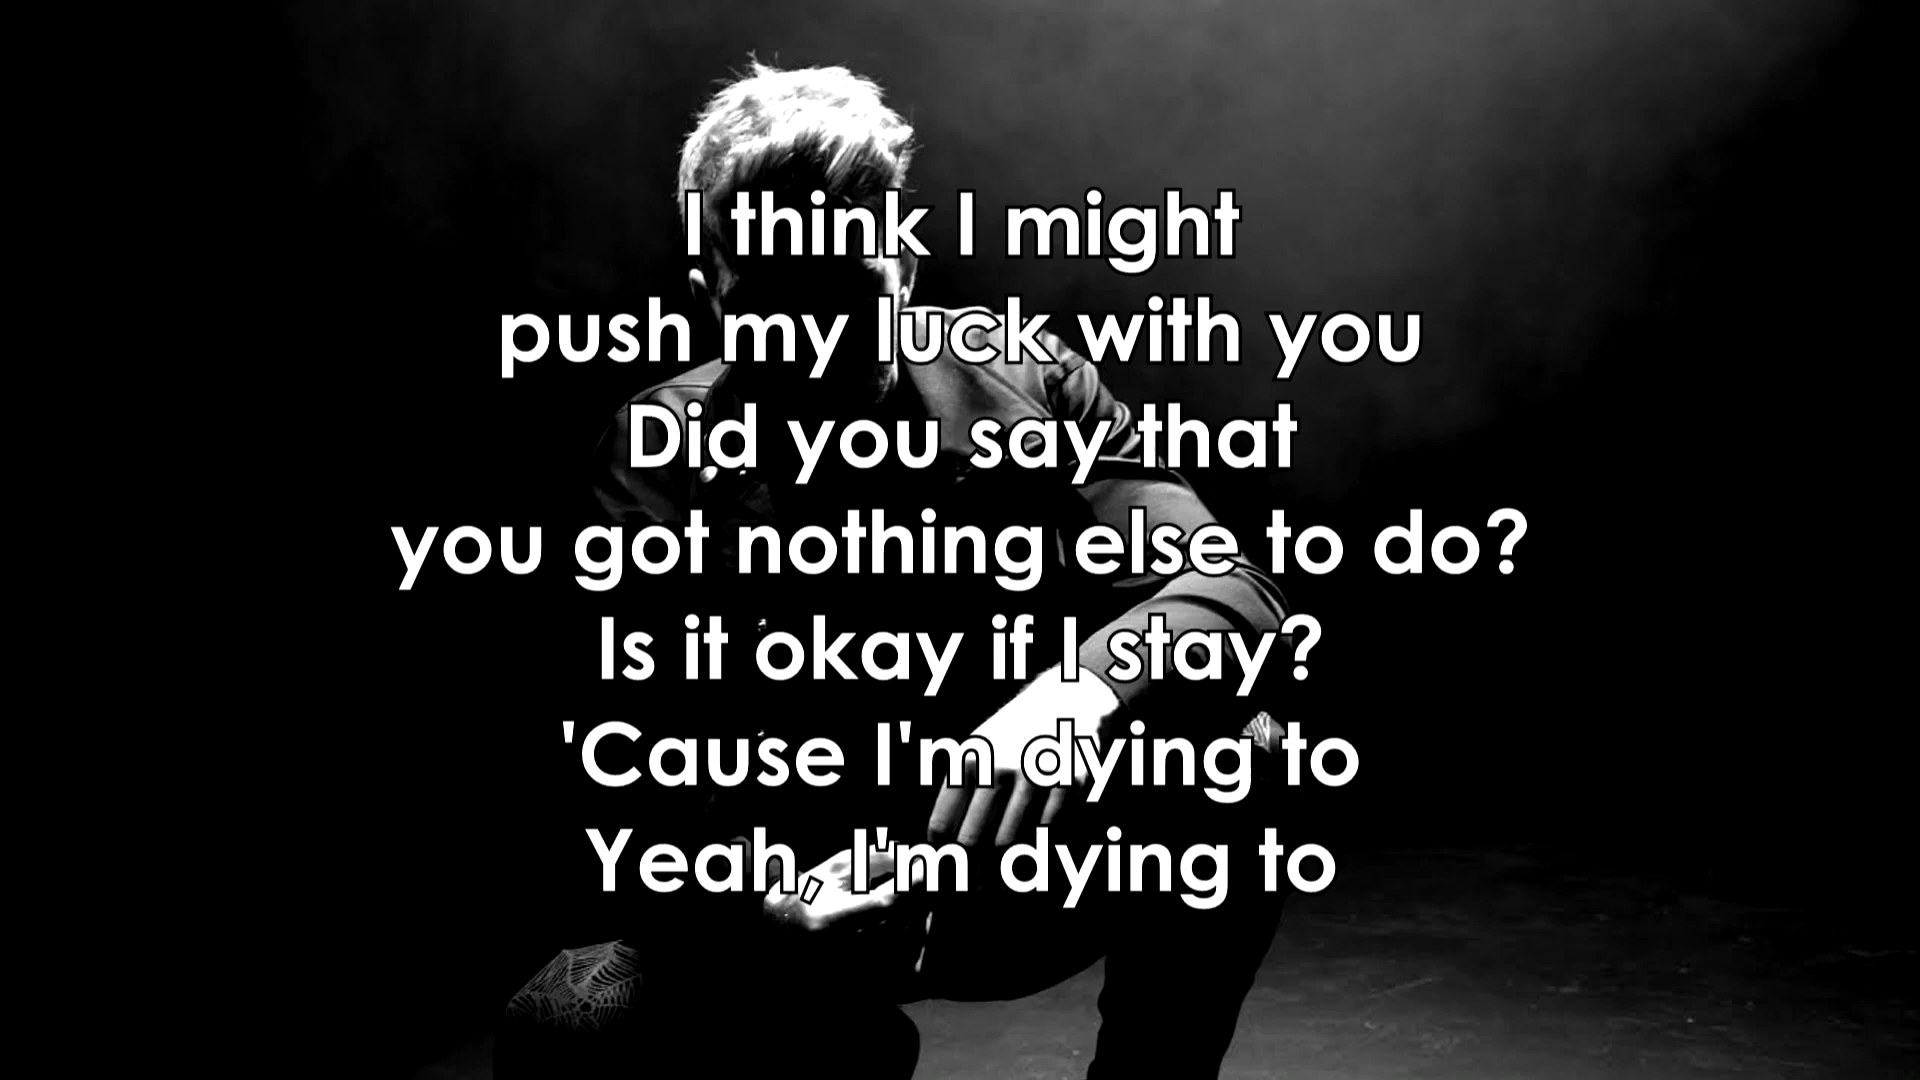 I think I might
push my luck with you
Did you say that
you got nothing else to do?
Is it okay if I stay?
'Cause I'm dying to
Yeah, I'm dying to